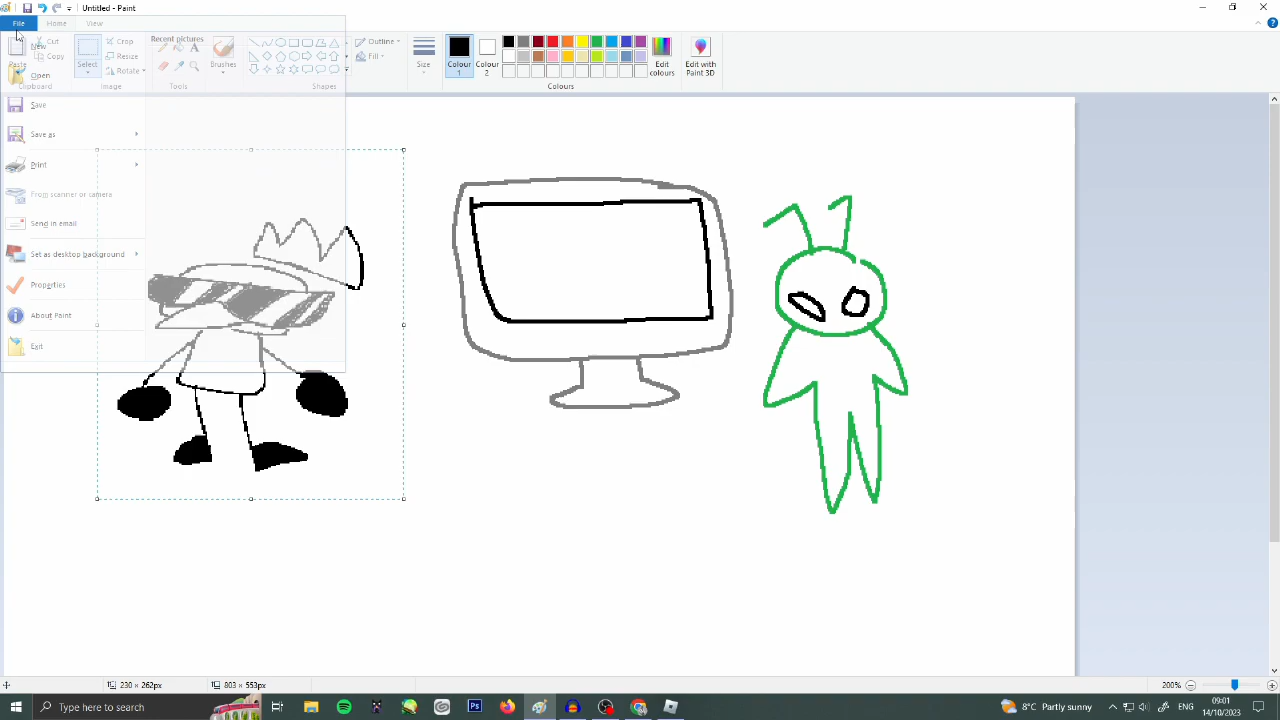 Untitled - Paint
File Home View
New
Open
Save
Save as
Print
From scanner or camera
Send in email
Set as desktop background
Properties
About Paint
Exit
Recent pictures
Cut
Copy
Paste
Clipboard
Select
Crop
Resize
Rotate
Image
Tools
Brushes
Shapes
Outline
Fill
Size
Colour 1
Colour 2
Edit colours
Colours
Edit with Paint 3D
230 × 262px
803 × 553px
200%
Type here to search
8°C Partly sunny
ENG
09:01
14/10/2023